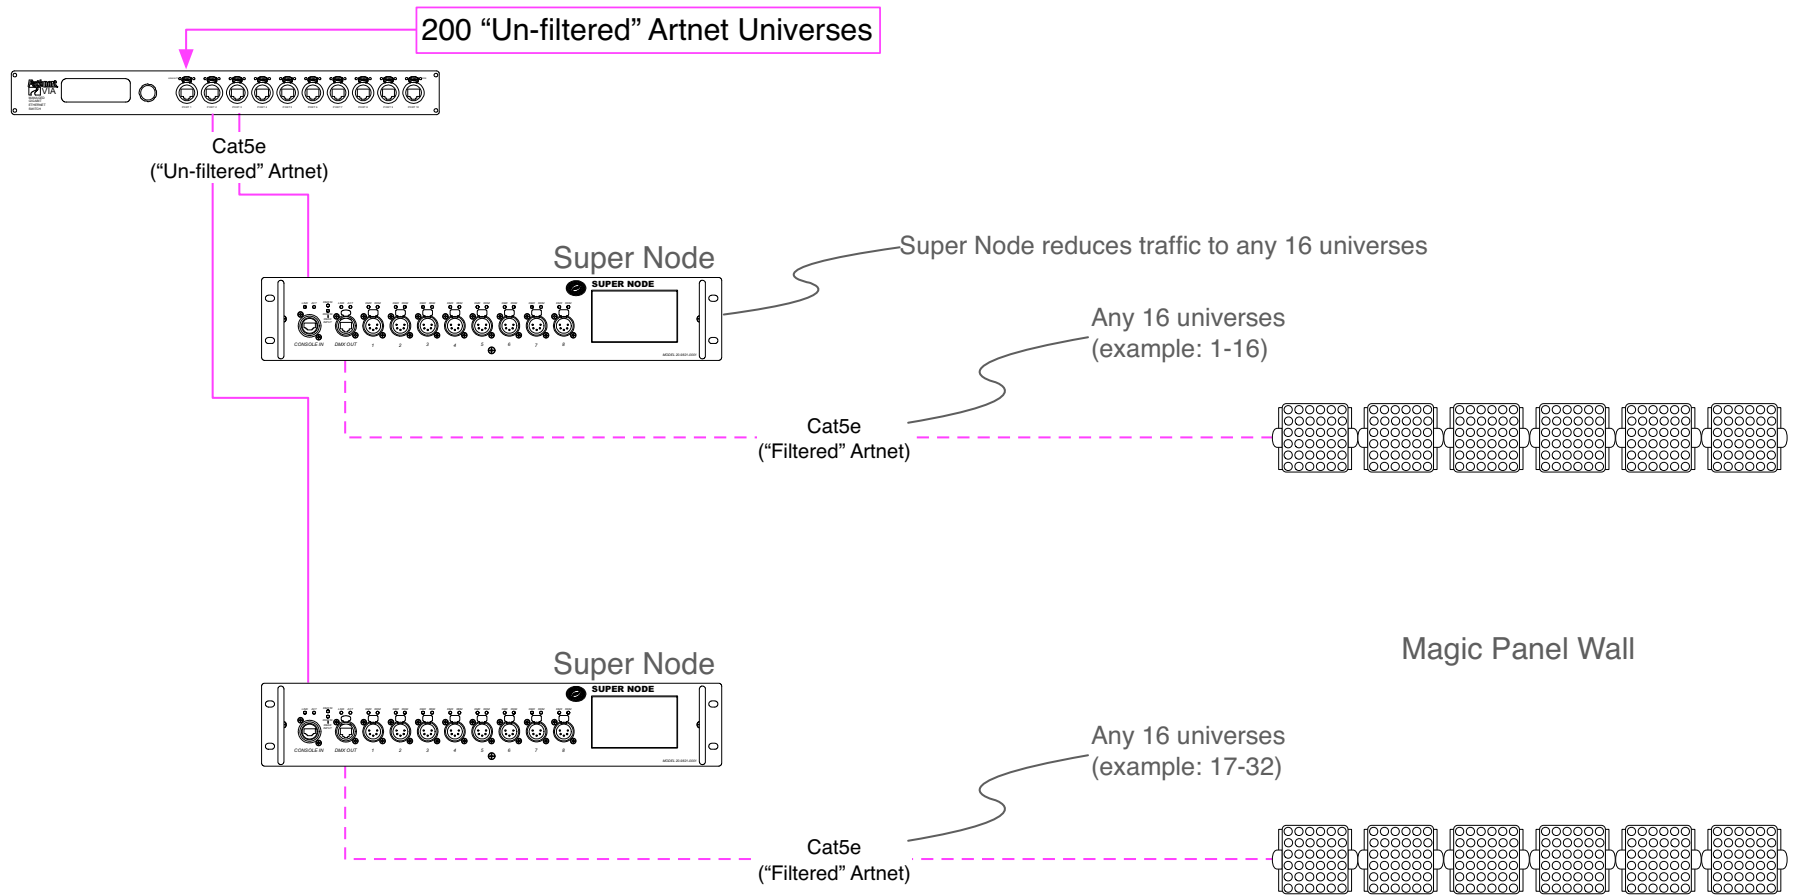 200 “Un-filtered” Artnet Universes
VIA
Cat5e
(“Un-filtered” Artnet)
Super Node
Super Node reduces traffic to any 16 universes
SUPER NODE
CONSOLE IN DMX OUT 1 2 3 4 5 6 7 8
Any 16 universes
(example: 1-16)
Cat5e
(“Filtered” Artnet)
Magic Panel Wall
Super Node
SUPER NODE
CONSOLE IN DMX OUT 1 2 3 4 5 6 7 8
Any 16 universes
(example: 17-32)
Cat5e
(“Filtered” Artnet)